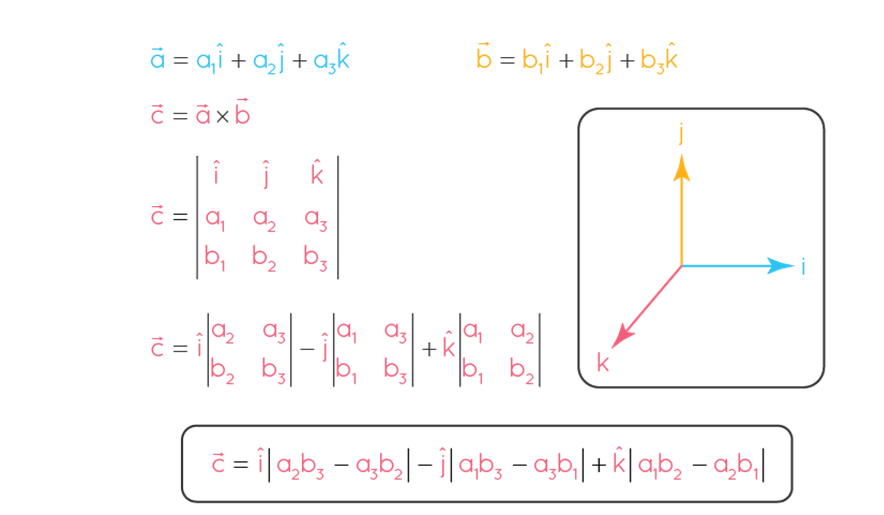 a⃗ = a₁î + a₂ĵ + a₃k̂
b⃗ = b₁î + b₂ĵ + b₃k̂
c⃗ = a⃗ × b⃗
c⃗ = | î ĵ k̂ |
| a₁ a₂ a₃ |
| b₁ b₂ b₃ |
j
i
k
c⃗ = î | a₂ a₃ | − ĵ | a₁ a₃ | + k̂ | a₁ a₂ |
| b₂ b₃ | | b₁ b₃ | | b₁ b₂ |
c⃗ = î | a₂b₃ − a₃b₂ | − ĵ | a₁b₃ − a₃b₁ | + k̂ | a₁b₂ − a₂b₁ |